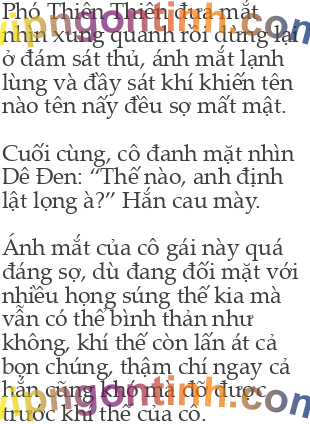 Phó Thiên Thiên đưa mắt
nhìn xung quanh rồi dừng lại
ở đám sát thủ, ánh mắt lạnh
lùng và đầy sát khí khiến tên
nào tên nấy đều sợ mất mật.
Cuối cùng, cô đanh mặt nhìn
Dê Đen: “Thế nào, anh định
lật lọng à?” Hắn cau mày.
Ánh mắt của cô gái này quá
đáng sợ, dù đang đối mặt với
nhiều họng súng thế kia mà
vẫn có thể bình thản như
không, khí thế còn lấn át cả
bọn chúng, thậm chí ngay cả
hắn cũng khó mà đỡ được
trước khí thế của cô.